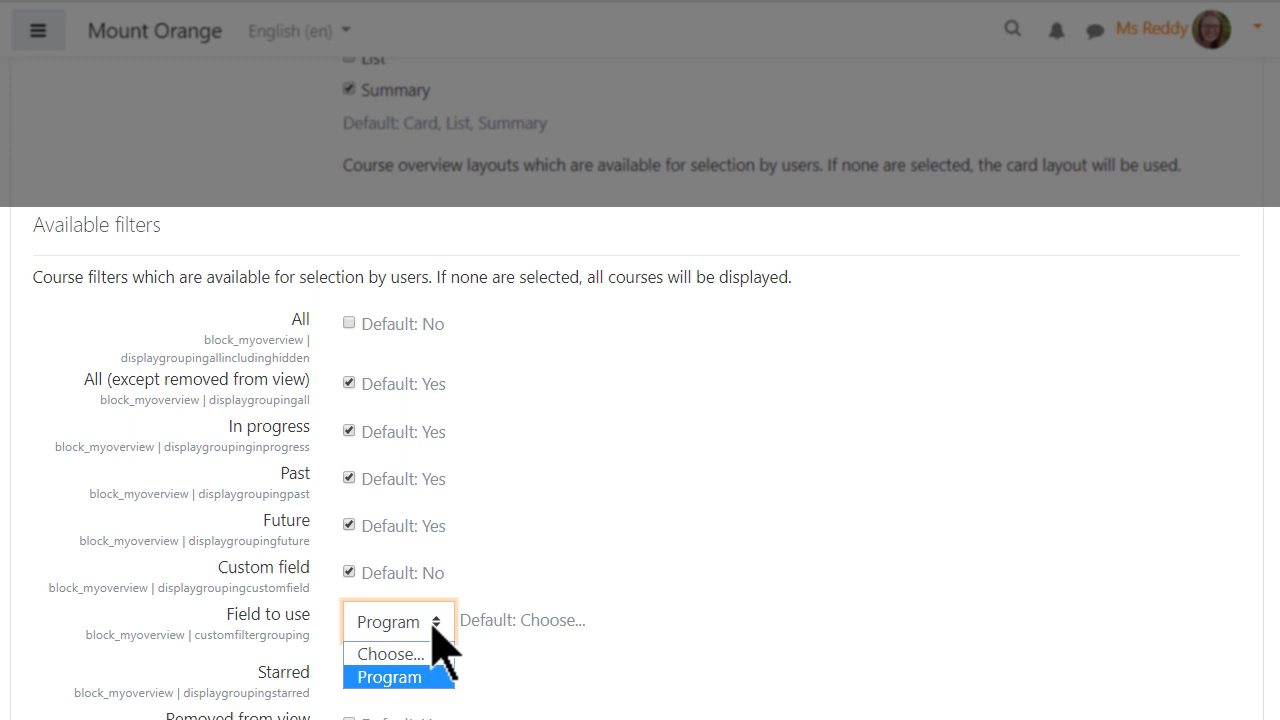 Mount Orange English (en) Ms Reddy
List
Summary
Default: Card, List, Summary
Course overview layouts which are available for selection by users. If none are selected, the card layout will be used.
Available filters
Course filters which are available for selection by users. If none are selected, all courses will be displayed.
All Default: No
block_myoverview |
displaygroupingallincludinghidden
All (except removed from view) Default: Yes
block_myoverview | displaygroupingall
In progress Default: Yes
block_myoverview | displaygroupinginprogress
Past Default: Yes
block_myoverview | displaygroupingpast
Future Default: Yes
block_myoverview | displaygroupingfuture
Custom field Default: No
block_myoverview | displaygroupingcustomfield
Field to use Program Default: Choose...
block_myoverview | customfiltergrouping
Choose...
Program
Starred
block_myoverview | displaygroupingstarred
Removed from view